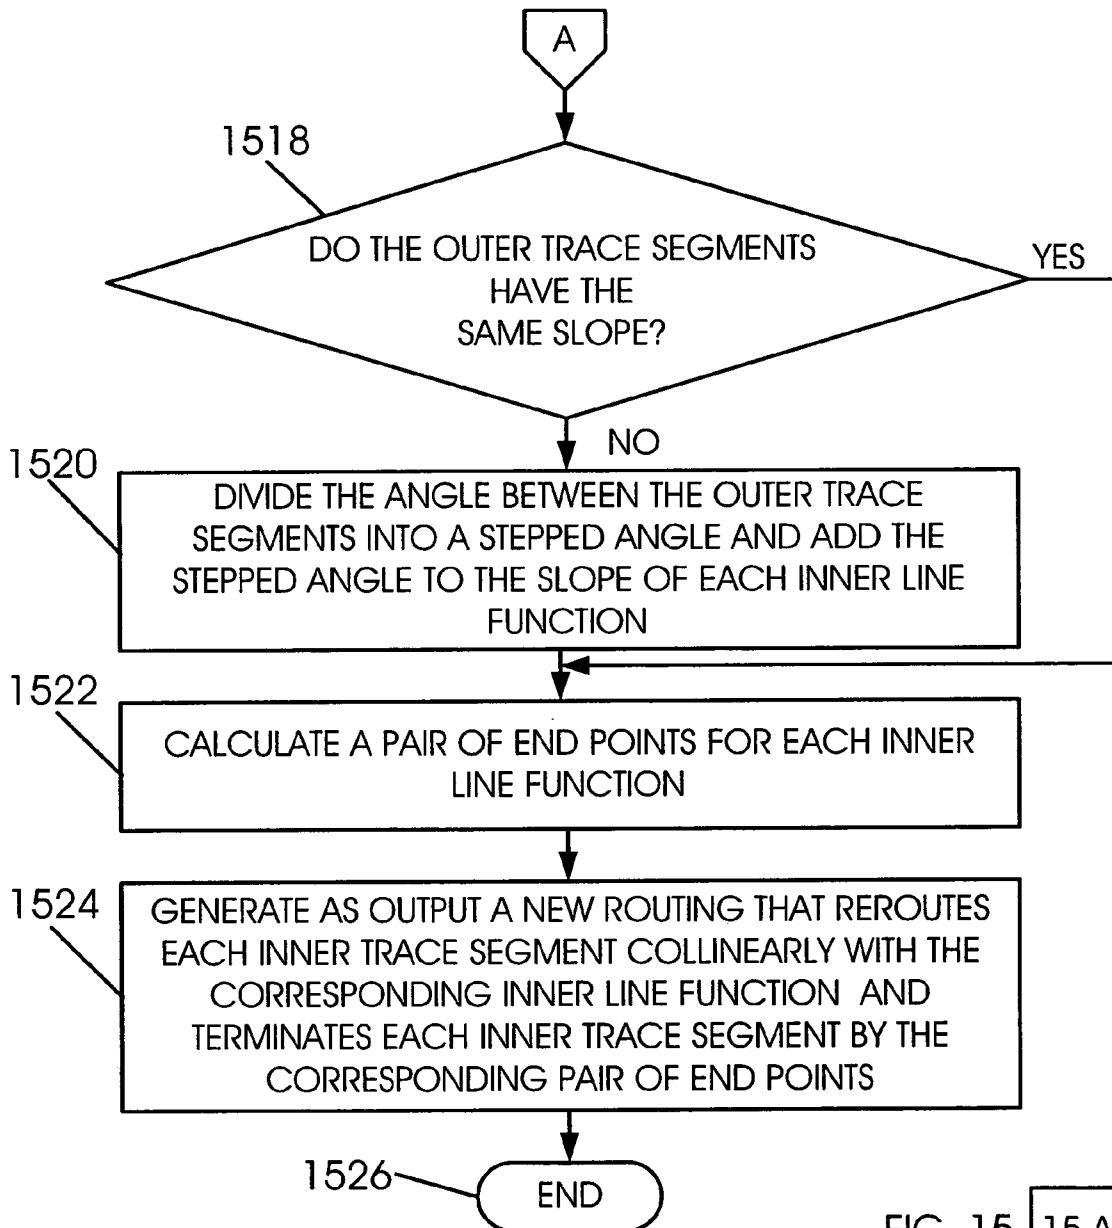 A
1518
DO THE OUTER TRACE SEGMENTS
HAVE THE
SAME SLOPE?
YES
NO
1520
DIVIDE THE ANGLE BETWEEN THE OUTER TRACE
SEGMENTS INTO A STEPPED ANGLE AND ADD THE
STEPPED ANGLE TO THE SLOPE OF EACH INNER LINE
FUNCTION
1522
CALCULATE A PAIR OF END POINTS FOR EACH INNER
LINE FUNCTION
1524
GENERATE AS OUTPUT A NEW ROUTING THAT REROUTES
EACH INNER TRACE SEGMENT COLLINEARLY WITH THE
CORRESPONDING INNER LINE FUNCTION AND
TERMINATES EACH INNER TRACE SEGMENT BY THE
CORRESPONDING PAIR OF END POINTS
1526
END
FIG. 15
15 A